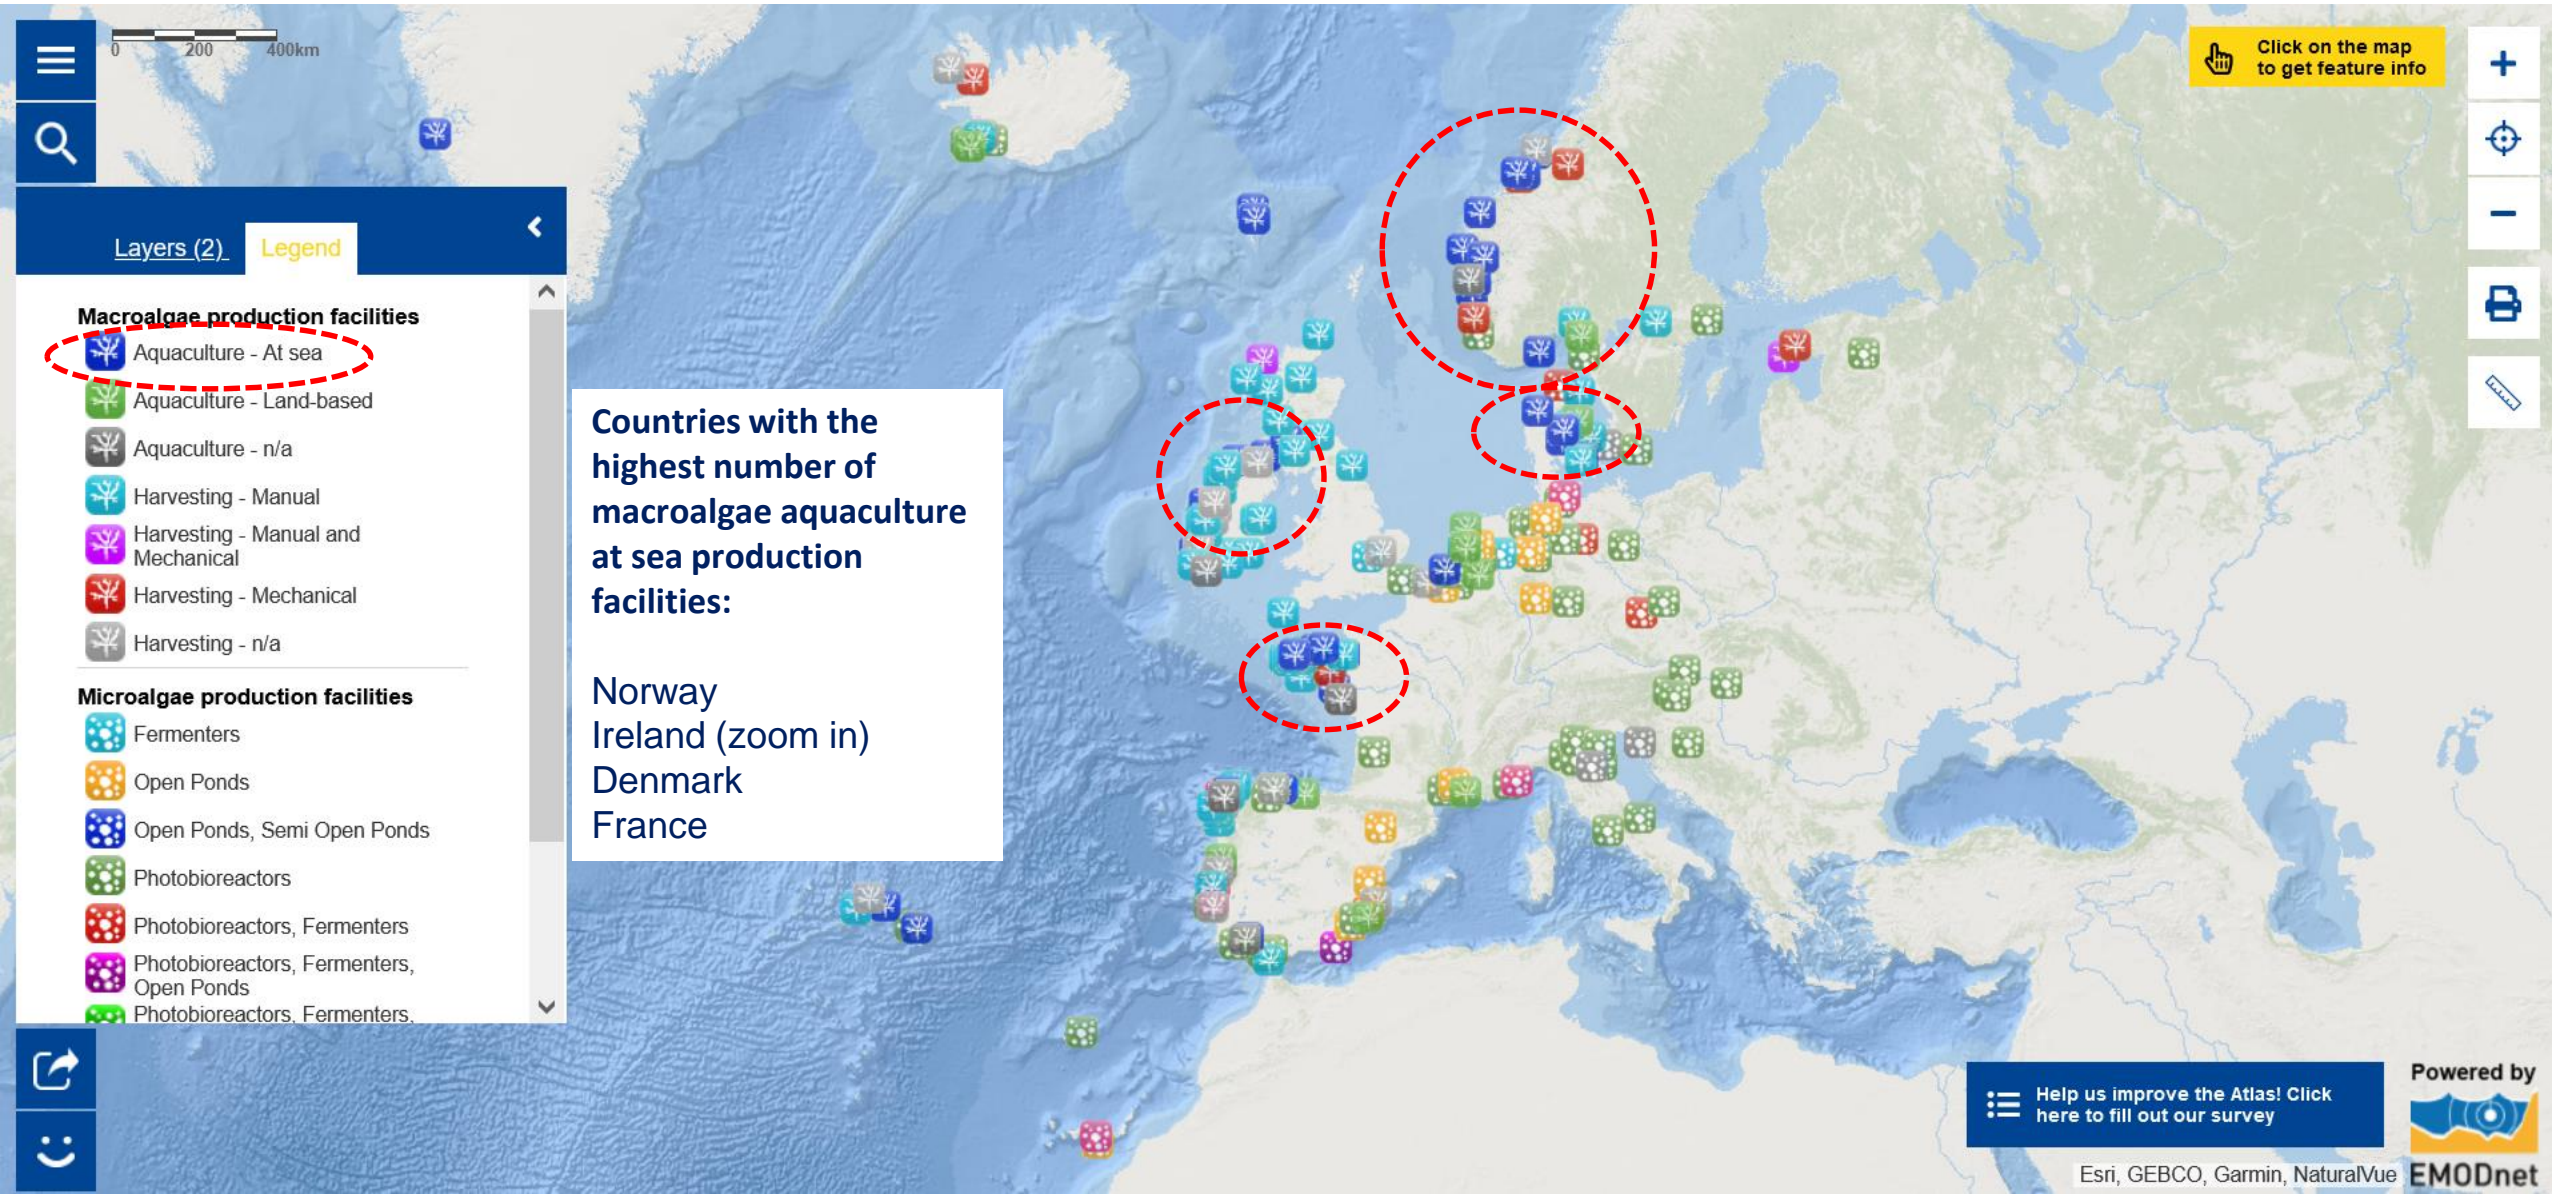 0 200 400km
Click on the map
to get feature info
Layers (2)
Legend
Macroalgae production facilities
Aquaculture - At sea
Aquaculture - Land-based
Aquaculture - n/a
Harvesting - Manual
Harvesting - Manual and
Mechanical
Harvesting - Mechanical
Harvesting - n/a
Microalgae production facilities
Fermenters
Open Ponds
Open Ponds, Semi Open Ponds
Photobioreactors
Photobioreactors, Fermenters
Photobioreactors, Fermenters,
Open Ponds
Photobioreactors, Fermenters,
Countries with the
highest number of
macroalgae aquaculture
at sea production
facilities:
Norway
Ireland (zoom in)
Denmark
France
Help us improve the Atlas! Click
here to fill out our survey
Powered by
EMODnet
Esri, GEBCO, Garmin, NaturalVue